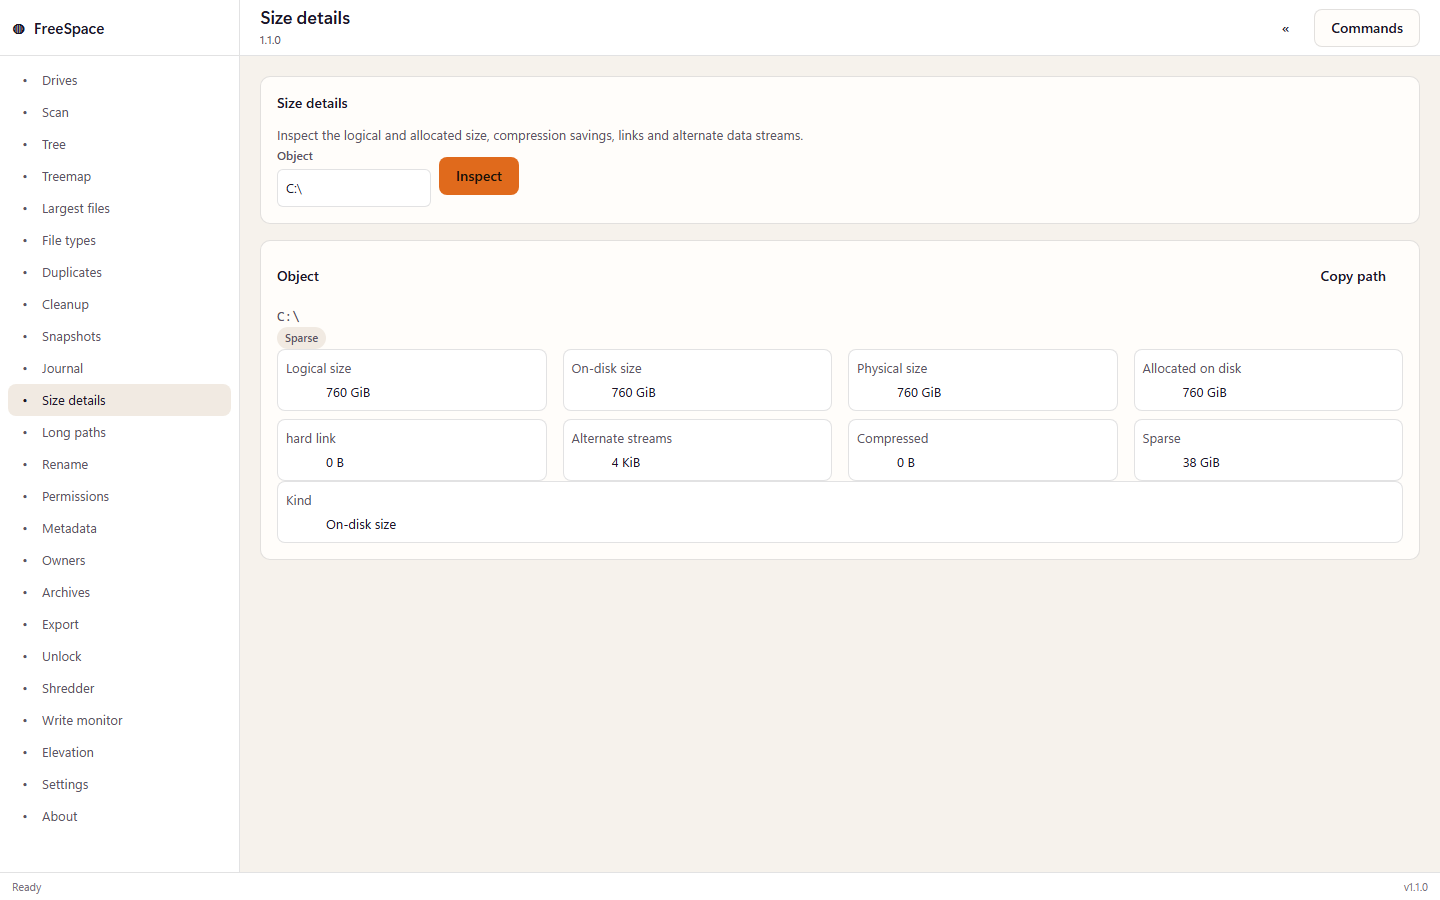 FreeSpace
Size details
1.1.0
«
Commands
Drives
Scan
Tree
Treemap
Largest files
File types
Duplicates
Cleanup
Snapshots
Journal
Size details
Long paths
Rename
Permissions
Metadata
Owners
Archives
Export
Unlock
Shredder
Write monitor
Elevation
Settings
About
Size details
Inspect the logical and allocated size, compression savings, links and alternate data streams.
Object
C:\
Inspect
Object
Copy path
C:\
Sparse
Logical size
760 GiB
On-disk size
760 GiB
Physical size
760 GiB
Allocated on disk
760 GiB
hard link
0 B
Alternate streams
4 KiB
Compressed
0 B
Sparse
38 GiB
Kind
On-disk size
Ready
v1.1.0